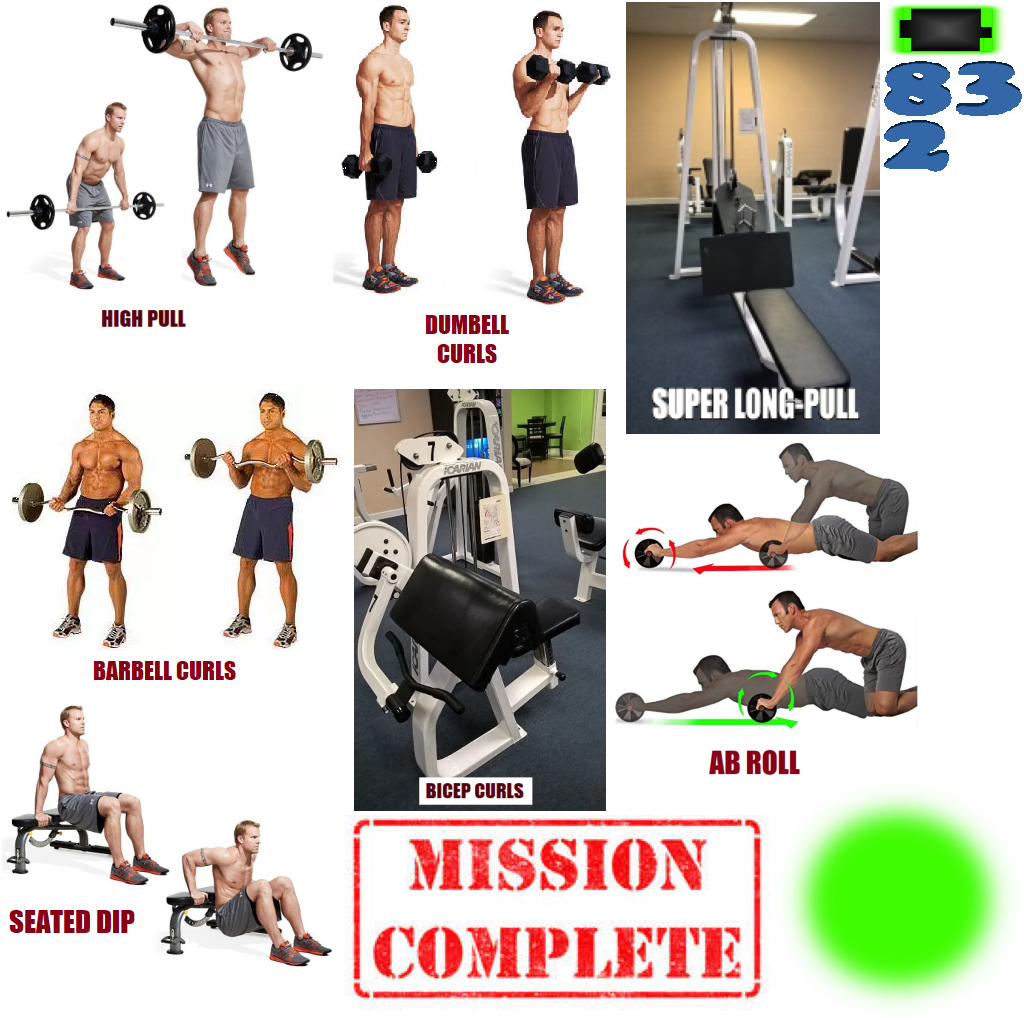 83
2
HIGH PULL
DUMBELL
CURLS
SUPER LONG-PULL
7
ICARIAN
ICARIAN
BARBELL CURLS
BICEP CURLS
AB ROLL
SEATED DIP
MISSION
COMPLETE